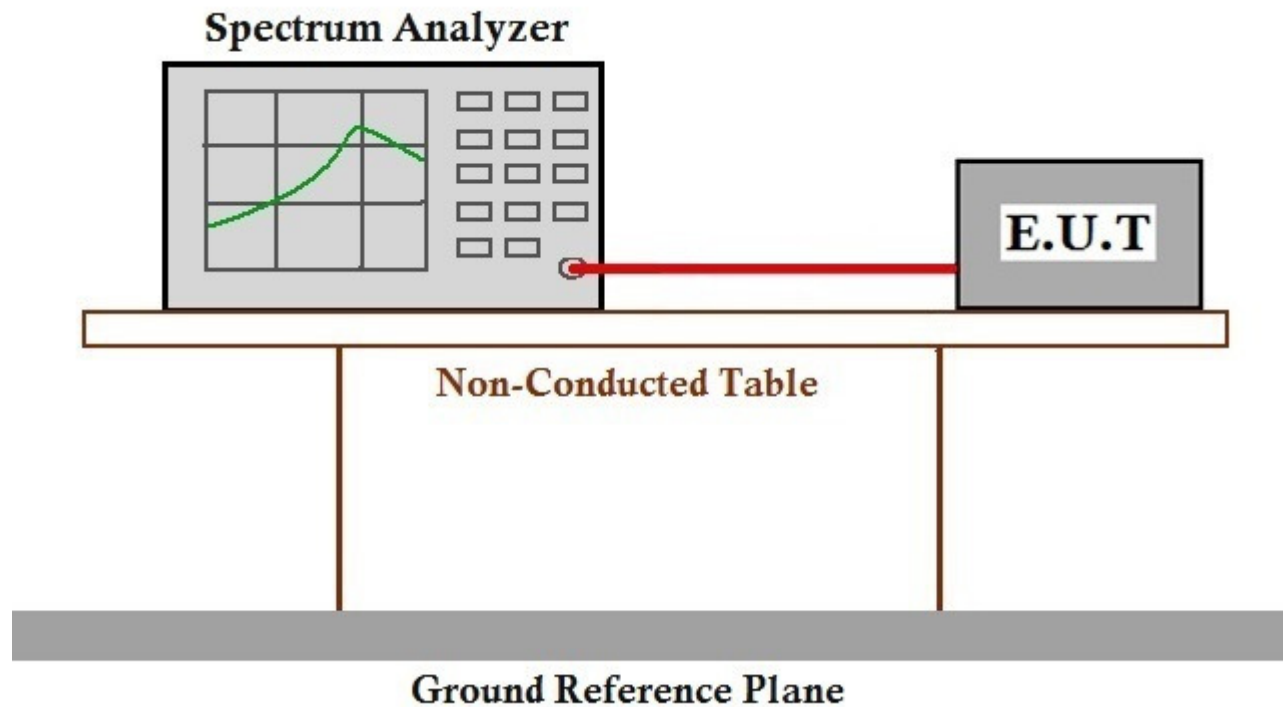 Spectrum Analyzer
E.U.T
Non-Conducted Table
Ground Reference Plane